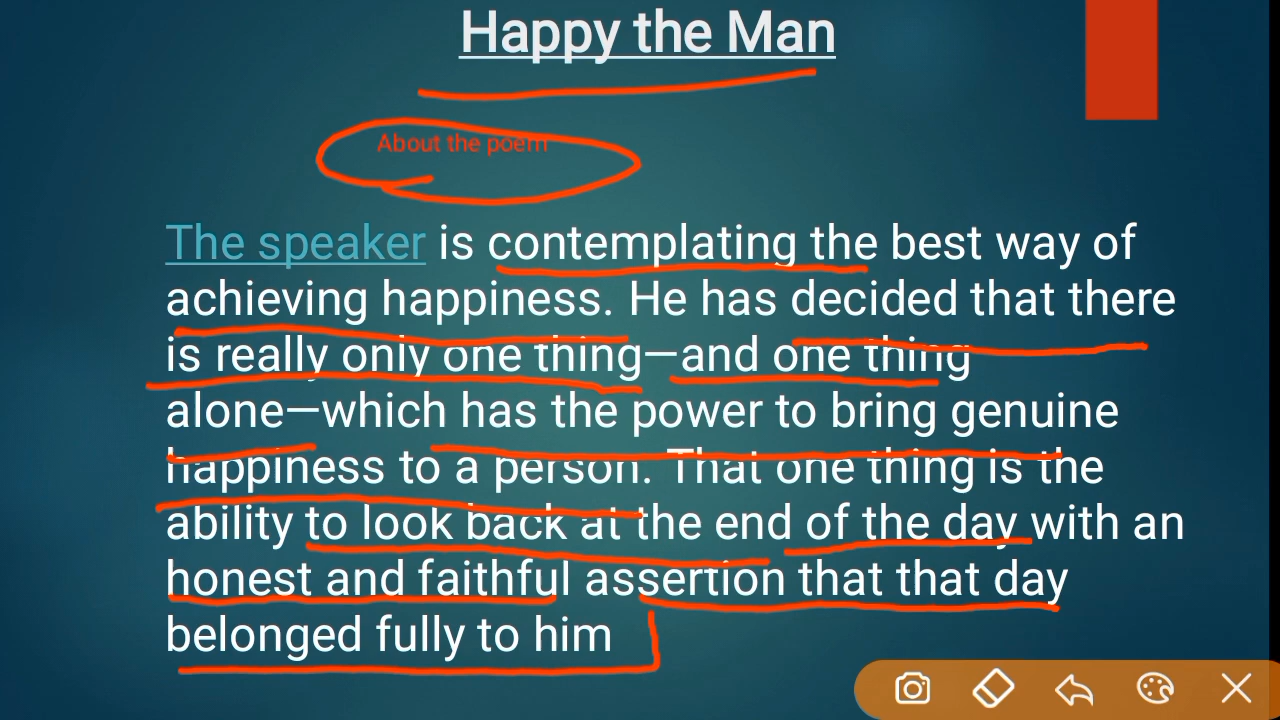 Happy the Man
About the poem
The speaker is contemplating the best way of
achieving happiness. He has decided that there
is really only one thing—and one thing
alone—which has the power to bring genuine
happiness to a person. That one thing is the
ability to look back at the end of the day with an
honest and faithful assertion that that day
belonged fully to him